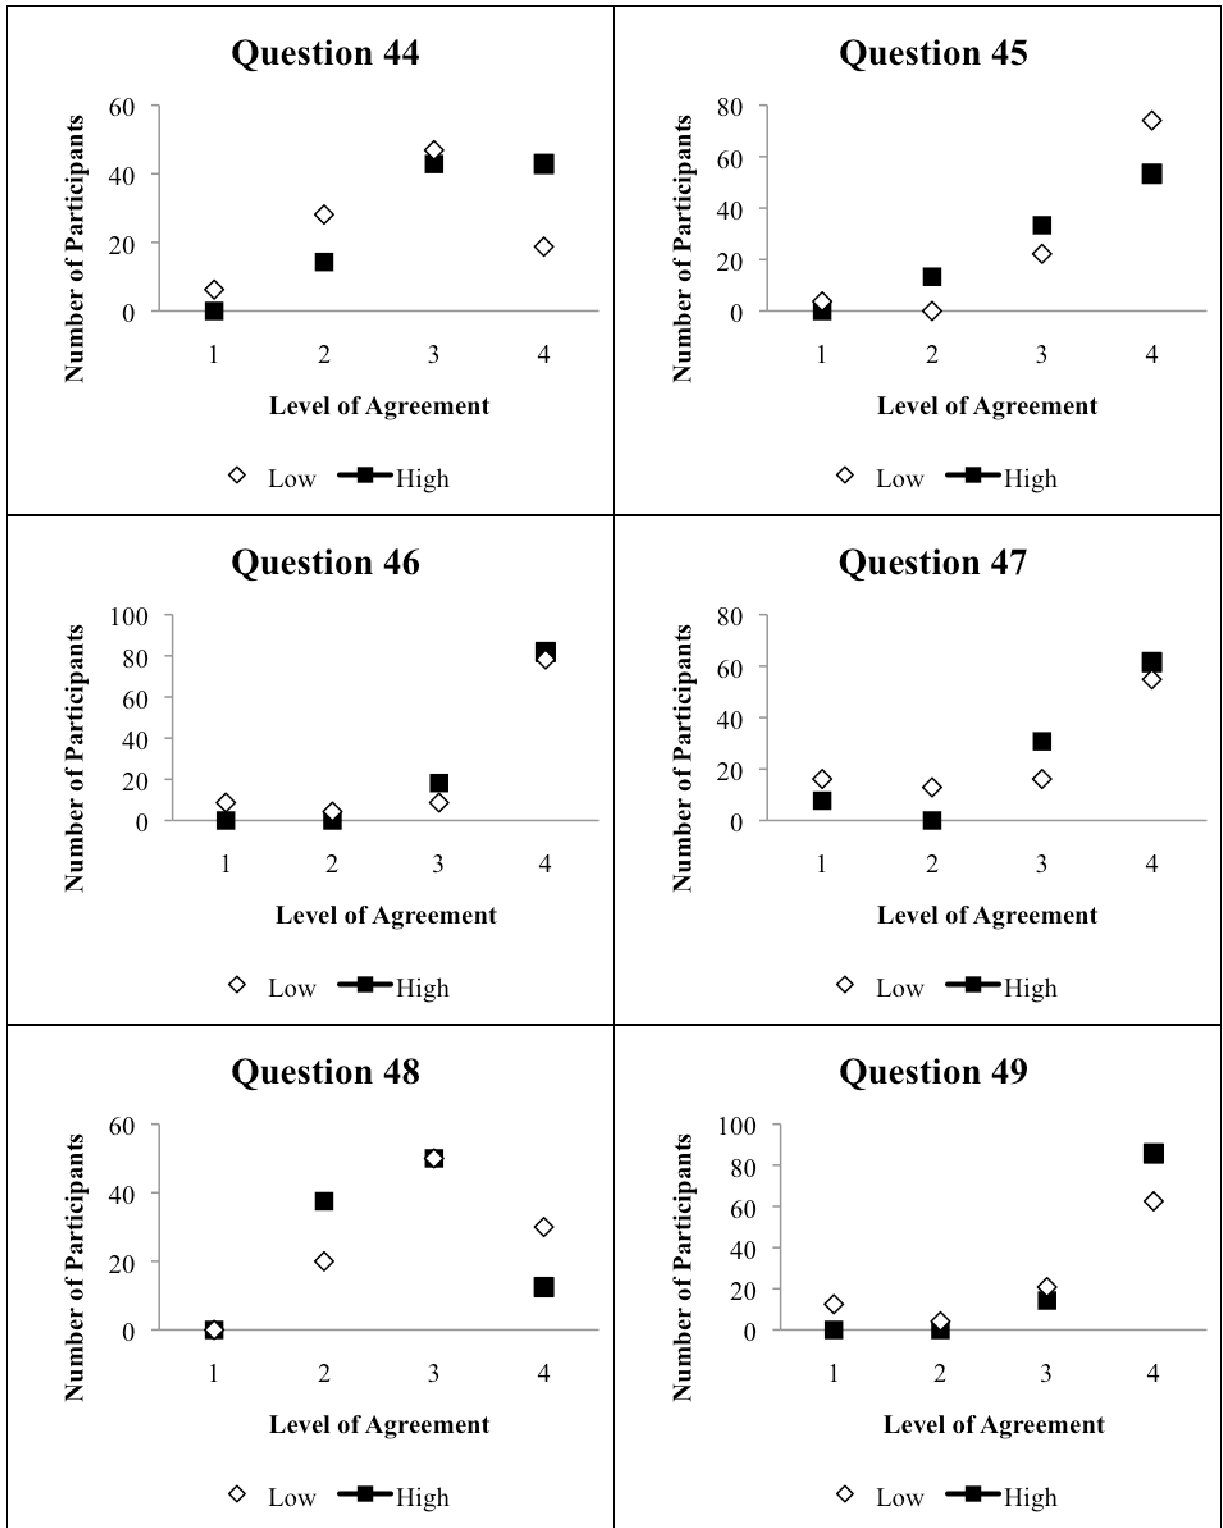 Question 44
Number of Participants
60
40
20
0
1 2 3 4
Level of Agreement
Low High
Question 45
Number of Participants
80
60
40
20
0
1 2 3 4
Level of Agreement
Low High
Question 46
Number of Participants
100
80
60
40
20
0
1 2 3 4
Level of Agreement
Low High
Question 47
Number of Participants
80
60
40
20
0
1 2 3 4
Level of Agreement
Low High
Question 48
Number of Participants
60
40
20
0
1 2 3 4
Level of Agreement
Low High
Question 49
Number of Participants
100
80
60
40
20
0
1 2 3 4
Level of Agreement
Low High